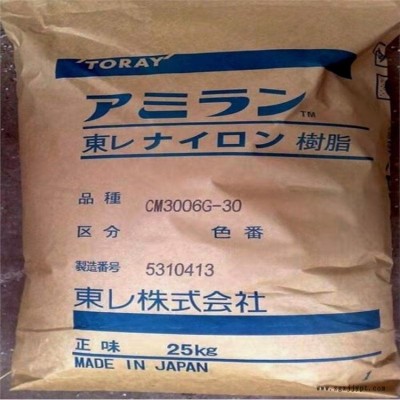 TORAY
アミラン™
東レ ナイロン 樹脂
品種 CM3006G-30
区分 色番
製造番号 5310413
東レ株式会社
正味 25kg
MADE IN JAPAN